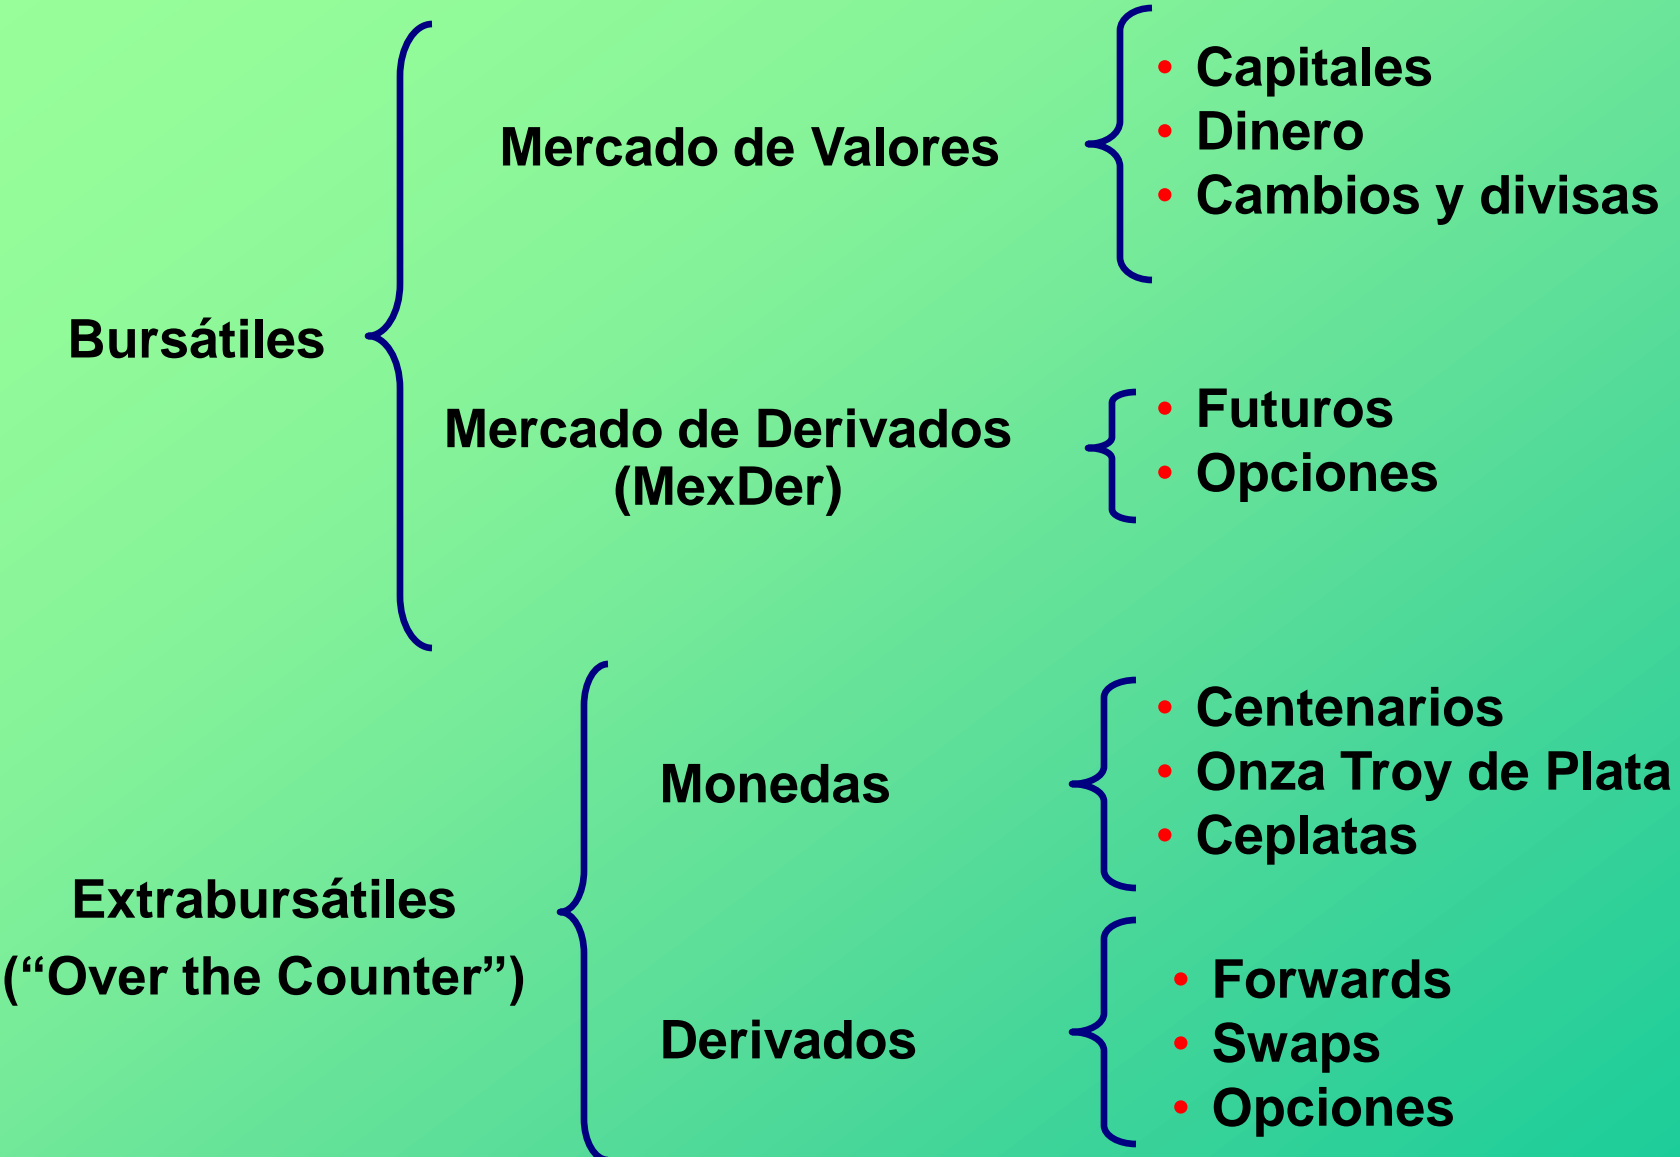 Bursátiles
Mercado de Valores
• Capitales
• Dinero
• Cambios y divisas
Mercado de Derivados
(MexDer)
• Futuros
• Opciones
Extrabursátiles
(“Over the Counter”)
Monedas
• Centenarios
• Onza Troy de Plata
• Ceplatas
Derivados
• Forwards
• Swaps
• Opciones